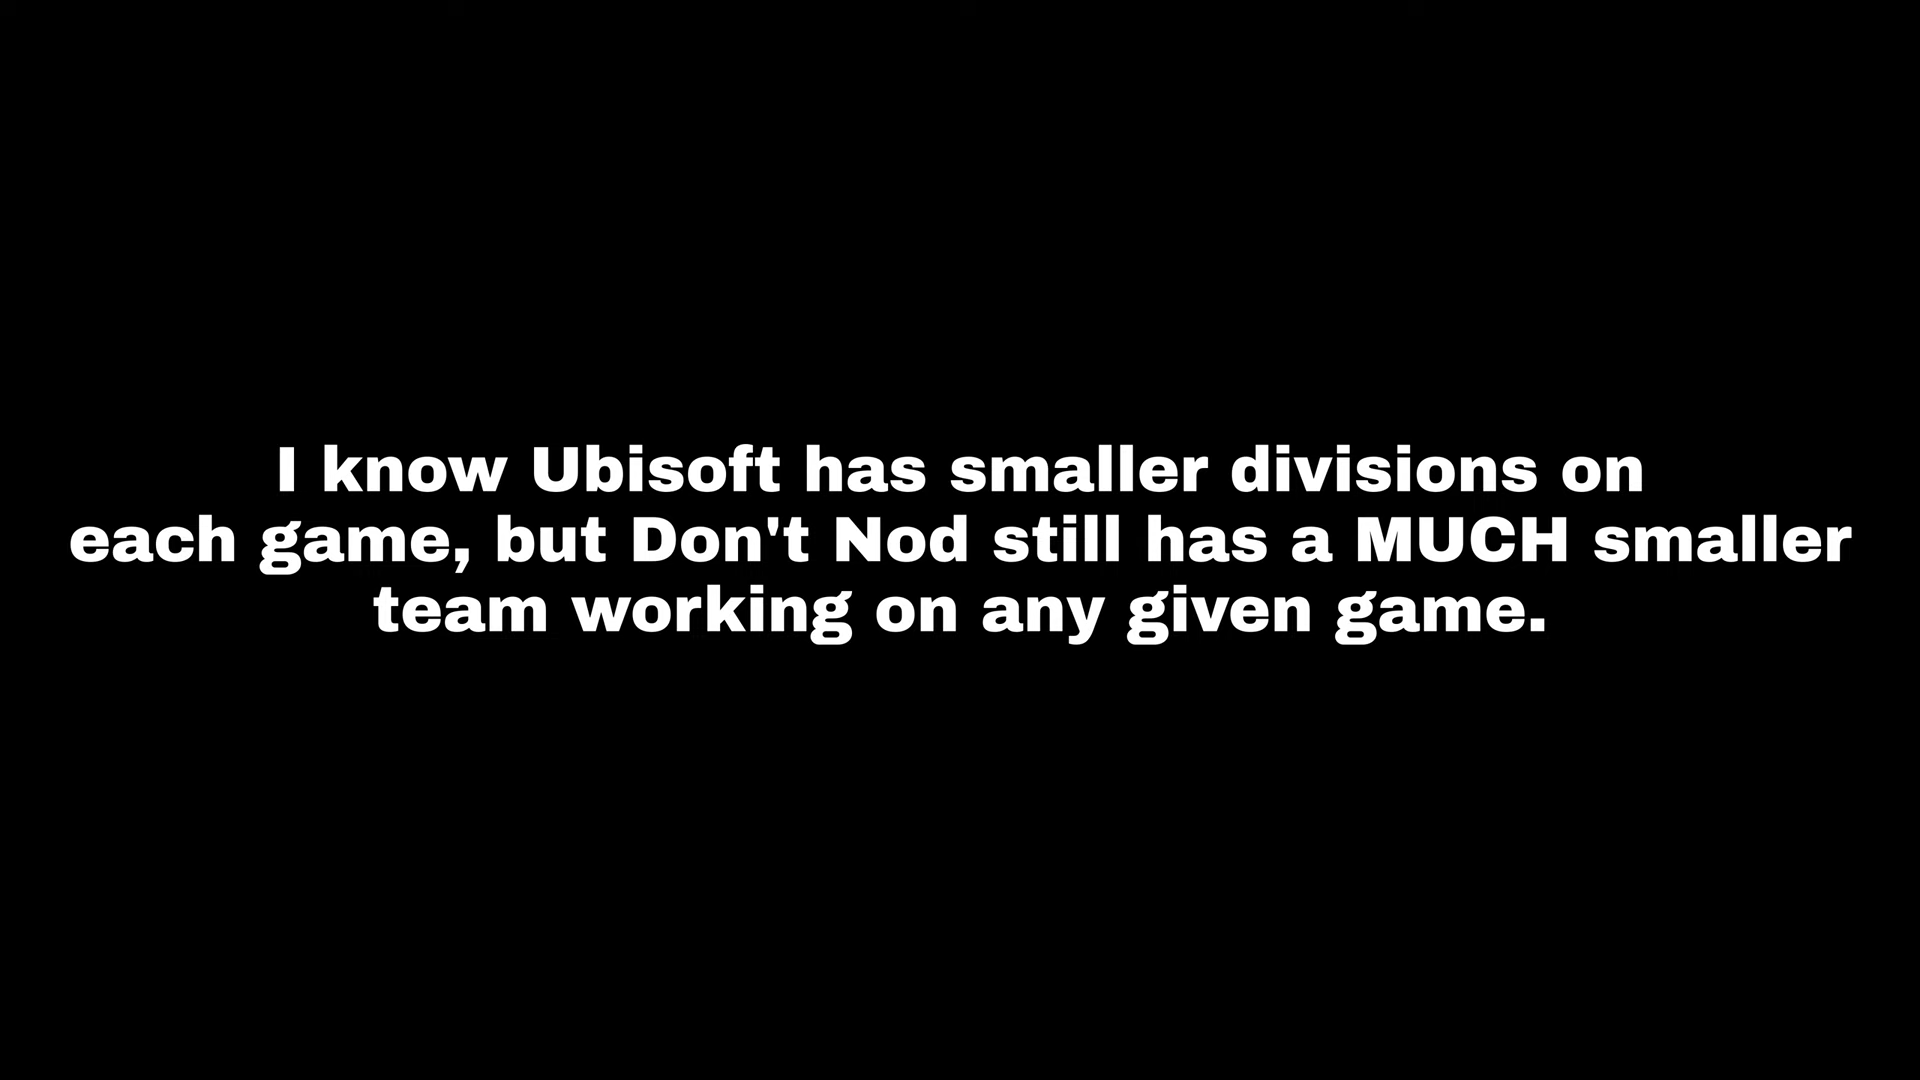 I know Ubisoft has smaller divisions on
each game, but Don't Nod still has a MUCH smaller
team working on any given game.